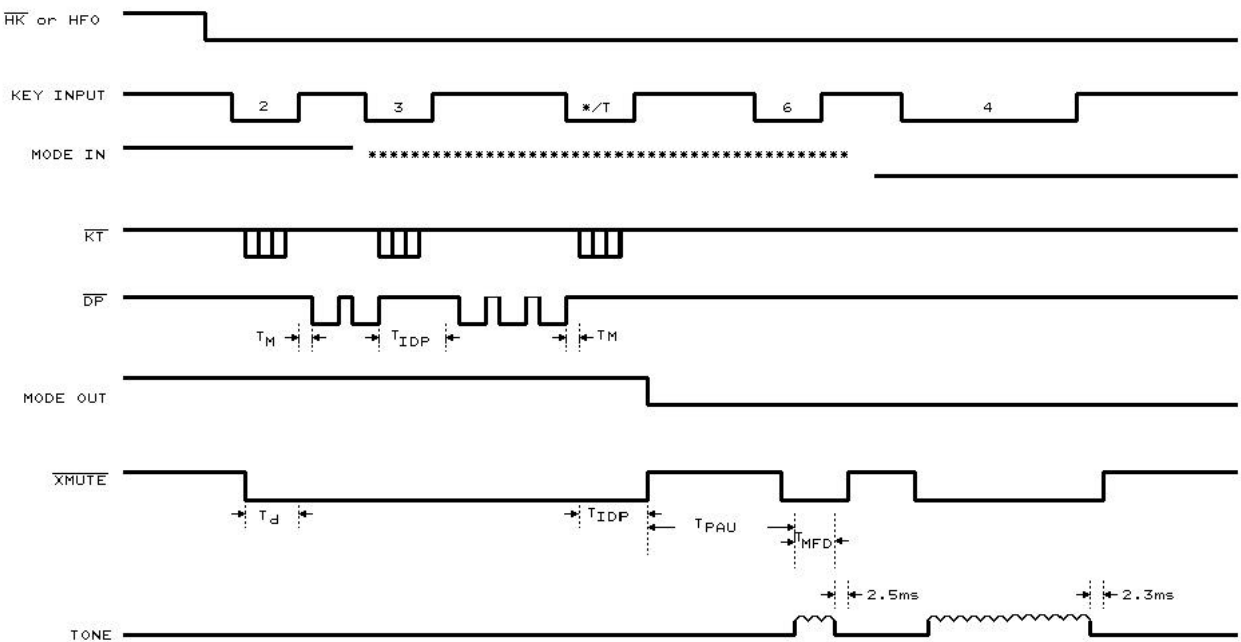 HK or HFO
KEY INPUT 2 3 */T 6 4
MODE IN ********************************************
KT
DP
TM TIDP TM
MODE OUT
XMUTE
Td TIDP TPAU
TMFD
2.5ms 2.3ms
TONE